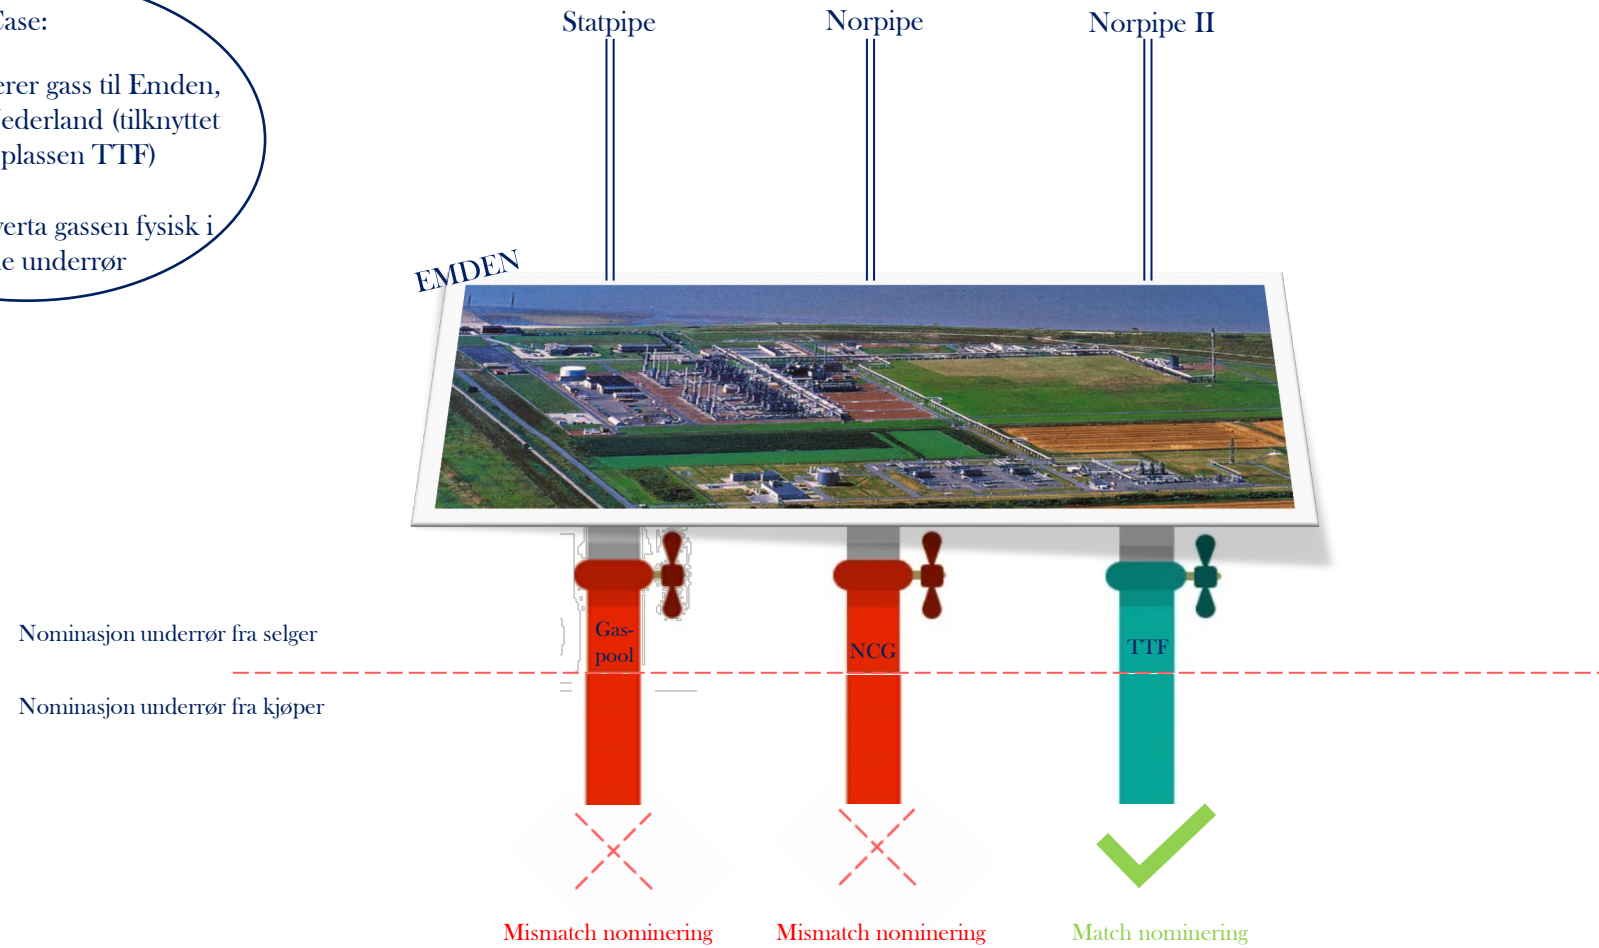 Case:
erer gass til Emden,
Nederland (tilknyttet
plassen TTF)
verta gassen fysisk i
e underrør
Statpipe
Norpipe
Norpipe II
EMDEN
Nominasjon underrør fra selger
Gas-
pool
NCG
TTF
Nominasjon underrør fra kjøper
Mismatch nominering
Mismatch nominering
Match nominering